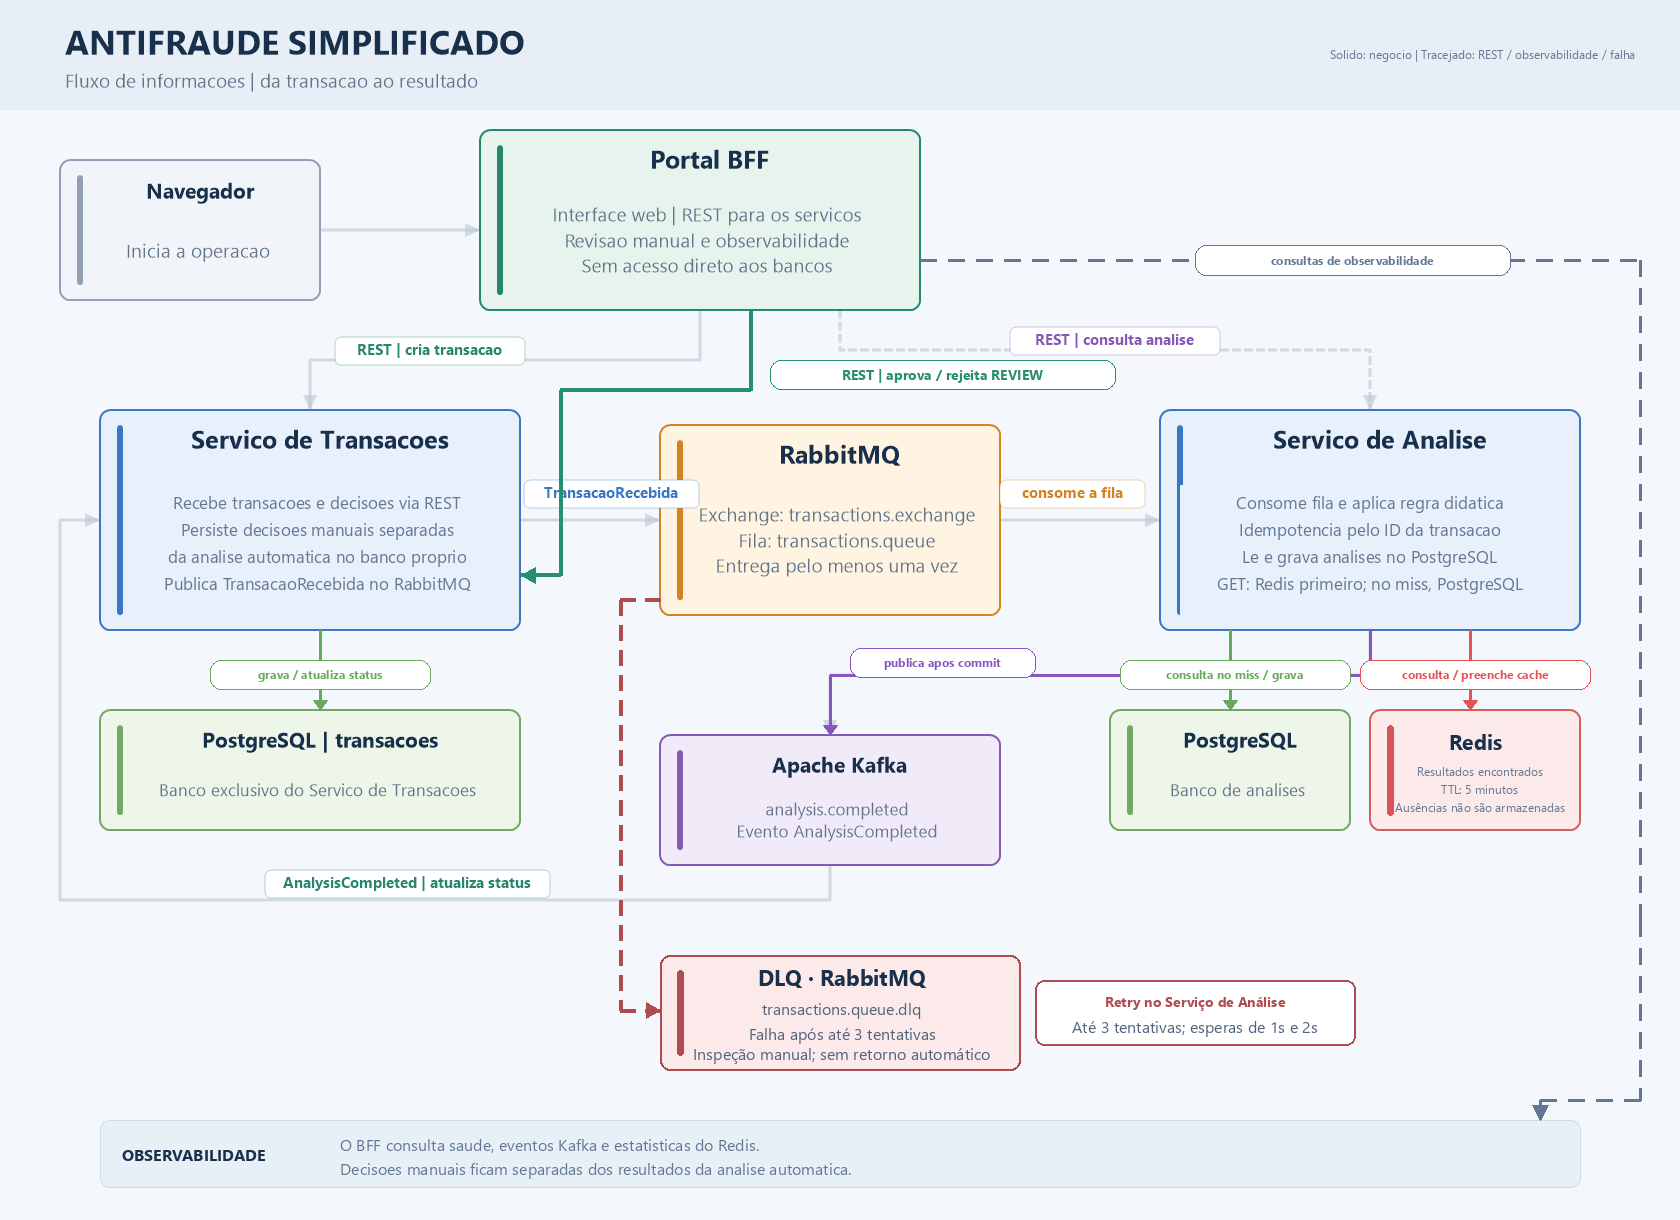 ANTIFRAUDE SIMPLIFICADO
Fluxo de informacoes | da transacao ao resultado
Solido: negocio | Tracejado: REST / observabilidade / falha
Navegador
Inicia a operacao
Portal BFF
Interface web | REST para os servicos
Revisao manual e observabilidade
Sem acesso direto aos bancos
consultas de observabilidade
REST | cria transacao
REST | consulta analise
REST | aprova / rejeita REVIEW
Servico de Transacoes
Recebe transacoes e decisoes via REST
Persiste decisoes manuais separadas
da analise automatica no banco proprio
Publica TransacaoRecebida no RabbitMQ
TransacaoRecebida
RabbitMQ
Exchange: transactions.exchange
Fila: transactions.queue
Entrega pelo menos uma vez
consome a fila
Servico de Analise
Consome fila e aplica regra didatica
Idempotencia pelo ID da transacao
Le e grava analises no PostgreSQL
GET: Redis primeiro; no miss, PostgreSQL
grava / atualiza status
publica apos commit
consulta no miss / grava
consulta / preenche cache
PostgreSQL | transacoes
Banco exclusivo do Servico de Transacoes
Apache Kafka
analysis.completed
Evento AnalysisCompleted
PostgreSQL
Banco de analises
Redis
Resultados encontrados
TTL: 5 minutos
Ausências não são armazenadas
AnalysisCompleted | atualiza status
DLQ · RabbitMQ
transactions.queue.dlq
Falha após até 3 tentativas
Inspeção manual; sem retorno automático
Retry no Serviço de Análise
Até 3 tentativas; esperas de 1s e 2s
OBSERVABILIDADE
O BFF consulta saude, eventos Kafka e estatisticas do Redis.
Decisoes manuais ficam separadas dos resultados da analise automatica.